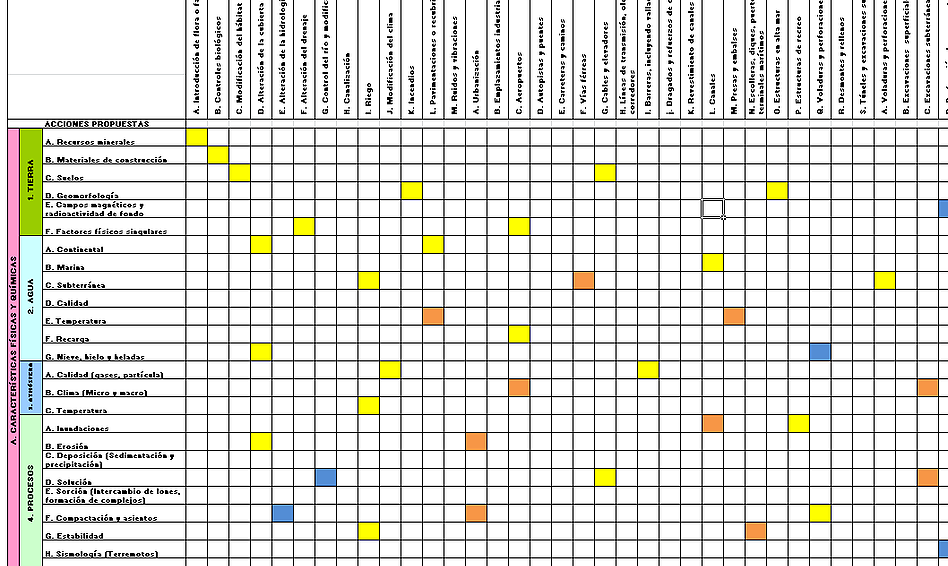 A. Introducción de flora o fa
B. Controles biológicos
C. Modificación del hábitat
D. Alteración de la cubierta
E. Alteración de la hidrologí
F. Alteración del drenaje
G. Control del río y modific
H. Canalización
I. Riego
J. Modificación del clima
K. Incendios
L. Pavimentaciones o recubri
M. Ruidos y vibraciones
A. Urbanización
B. Emplazamientos industria
C. Aeropuertos
D. Autopistas y puentes
E. Carreteras y caminos
F. Vías férreas
G. Cables y elevadores
H. Líneas de transmisión, ole
corredores
I. Barreras, incluyendo valla
j. Dragados y refuerzos de c
K. Revestimiento de canales
L. Canales
M. Presas y embalses
N. Escolleras, diques, puerto
terminales marítimos
O. Estructuras en alta mar
P. Estructuras de recreo
Q. Voladuras y perforacione
R. Desmontes y rellenos
S. Túneles y excavaciones su
A. Voladuras y perforacione
B. Excavaciones superficial
C. Excavaciones subterránea
ACCIONES PROPUESTAS
A. CARACTERÍSTICAS FÍSICAS Y QUÍMICAS
1. TIERRA
A. Recursos minerales
B. Materiales de construcción
C. Suelos
D. Geomorfología
E. Campos magnéticos y
radioactividad de fondo
F. Factores físicos singulares
2. AGUA
A. Continental
B. Marina
C. Subterránea
D. Calidad
E. Temperatura
F. Recarga
G. Nieve, hielo y heladas
3. ATMÓSFERA
A. Calidad (gases, partícula)
B. Clima (Micro y macro)
C. Temperatura
4. PROCESOS
A. Inundaciones
B. Erosión
C. Deposición (Sedimentación y
precipitación)
D. Solución
E. Sorción (Intercambio de iones,
formación de complejos)
F. Compactación y asientos
G. Estabilidad
H. Sismología (Terremotos)